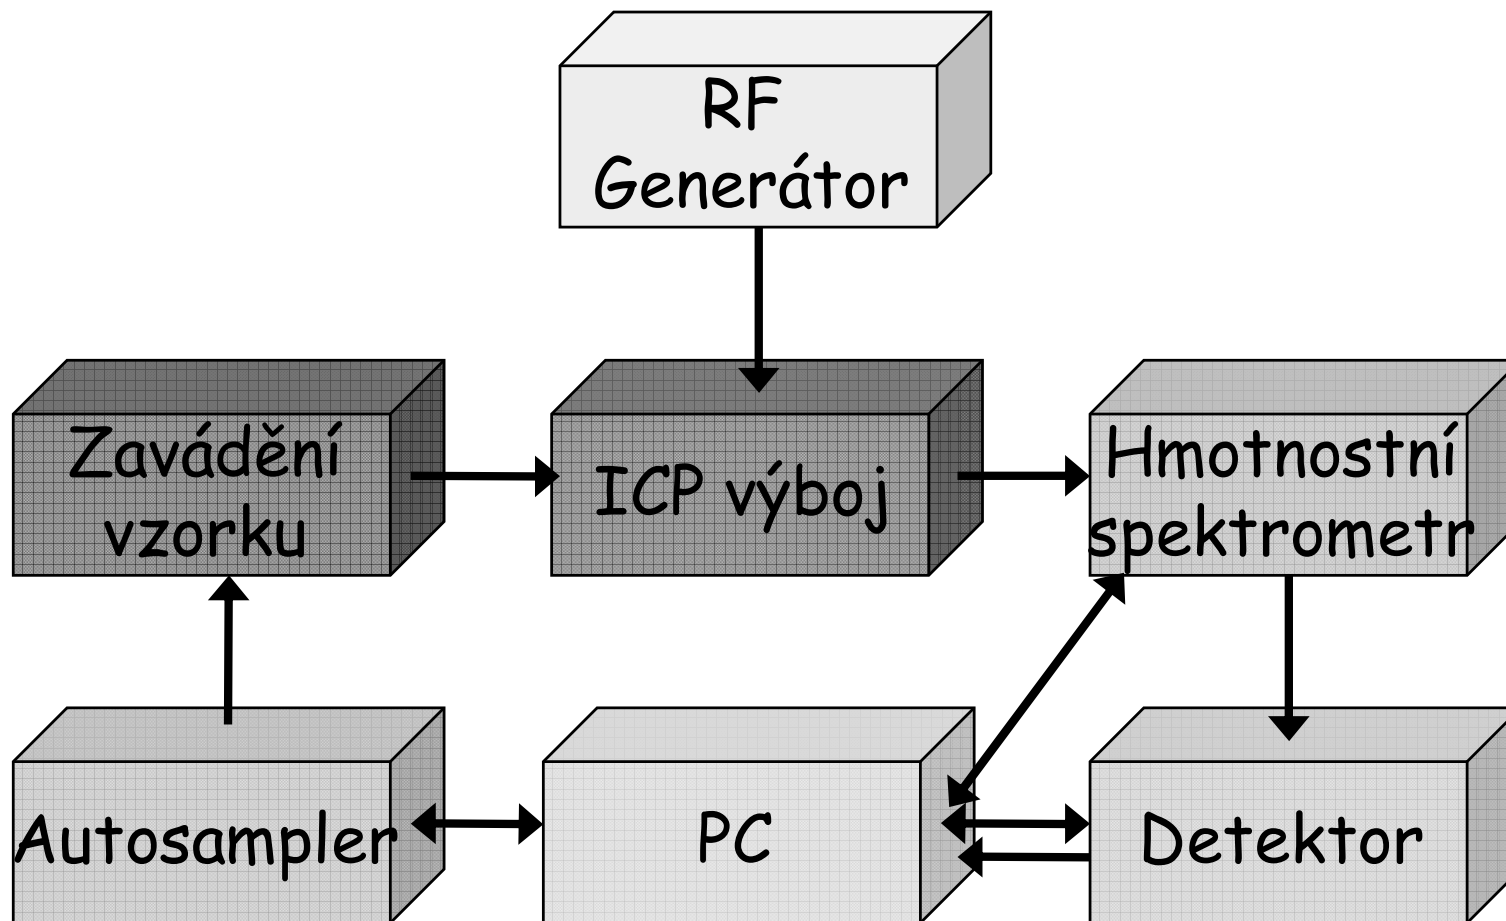 RF
Generátor
Zavádění
vzorku
ICP výboj
Hmotnostní
spektrometr
Autosampler
PC
Detektor